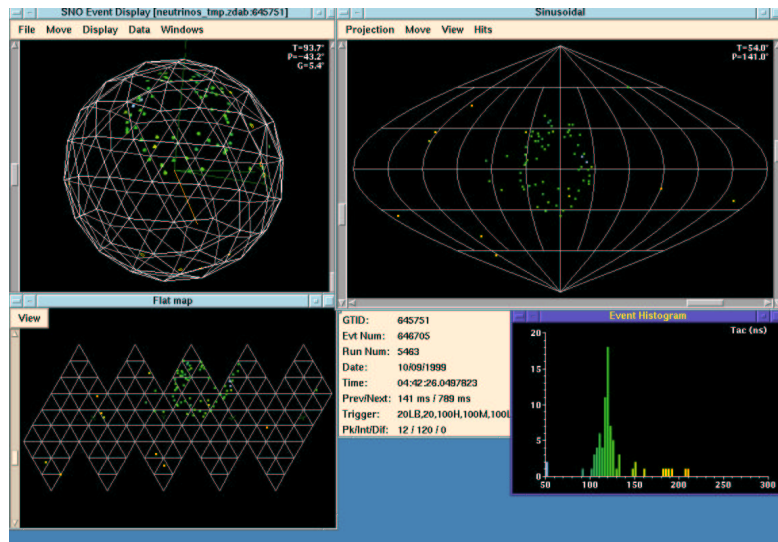 SNO Event Display [neutrinos_tmp.zdab:645751]
File Move Display Data Windows
T=93.7°
P=-43.2°
G=5.4°
Sinusoidal
Projection Move View Hits
T=54.0°
P=141.0°
Flat map
View
GTID: 645751
Evt Num: 646705
Run Num: 5463
Date: 10/09/1999
Time: 04:42:26.0497823
Prev/Next: 141 ms / 789 ms
Trigger: 20LB,20,100H,100M,100L
Pk/Int/Dif: 12 / 120 / 0
Event Histogram
Tac (ns)
20
15
10
5
0
50 100 150 200 250 300